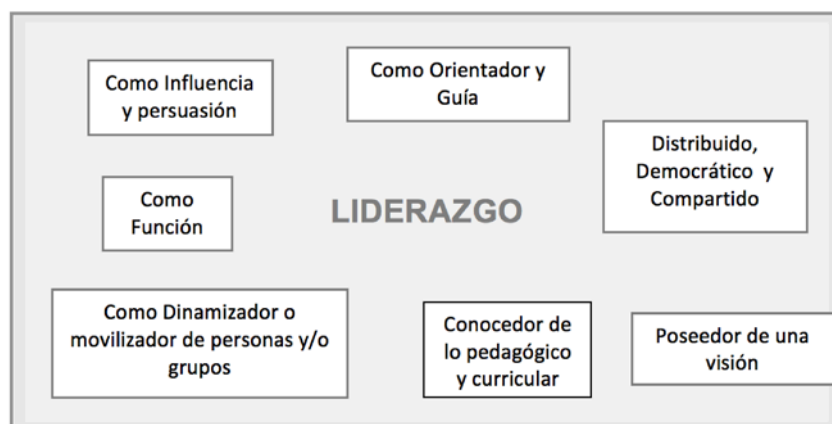 Como Influencia
y persuasión
Como Orientador y
Guía
Distribuido,
Democrático y
Compartido
Como
Función
LIDERAZGO
Como Dinamizador o
movilizador de personas y/o
grupos
Conocedor de
lo pedagógico
y curricular
Poseedor de una
visión